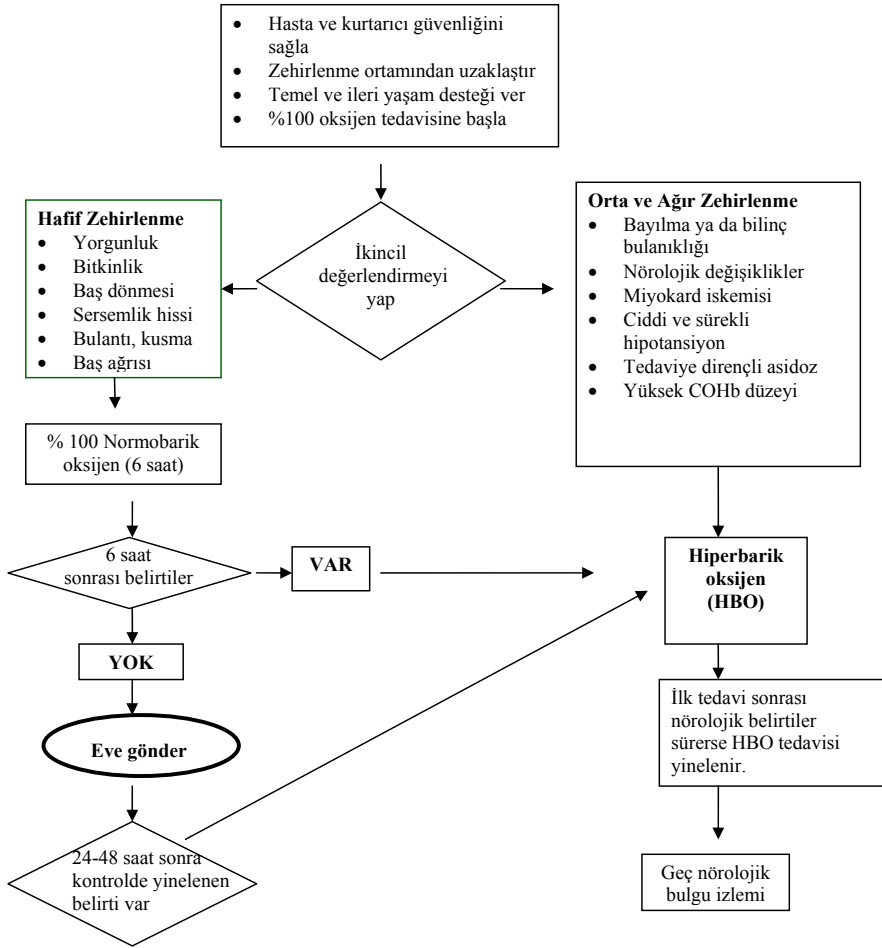 • Hasta ve kurtarıcı güvenliğini
sağla
• Zehirlenme ortamından uzaklaştır
• Temel ve ileri yaşam desteği ver
• %100 oksijen tedavisine başla
İkincil
değerlendirmeyi
yap
Hafif Zehirlenme
• Yorgunluk
• Bitkinlik
• Baş dönmesi
• Sersemlik hissi
• Bulantı, kusma
• Baş ağrısı
Orta ve Ağır Zehirlenme
• Bayılma ya da bilinç
bulanıklığı
• Nörolojik değişiklikler
• Miyokard iskemisi
• Ciddi ve sürekli
hipotansiyon
• Tedaviye dirençli asidoz
• Yüksek COHb düzeyi
% 100 Normobarik
oksijen (6 saat)
6 saat
sonrası belirtiler
VAR
Hiperbarik
oksijen
(HBO)
YOK
Eve gönder
İlk tedavi sonrası
nörolojik belirtiler
sürerse HBO tedavisi
yinelenir.
24-48 saat sonra
kontrolde yinelenen
belirti var
Geç nörolojik
bulgu izlemi